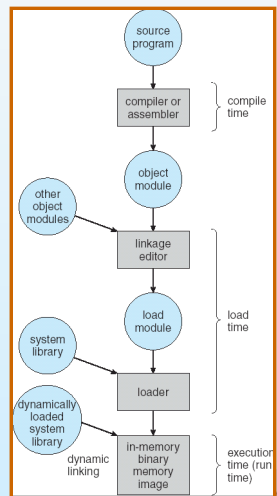 source
program
compiler or
assembler
compile
time
object
module
other
object
modules
linkage
editor
load
module
load
time
system
library
loader
dynamically
loaded
system
library
dynamic
linking
in-memory
binary
memory
image
execution
time (run
time)